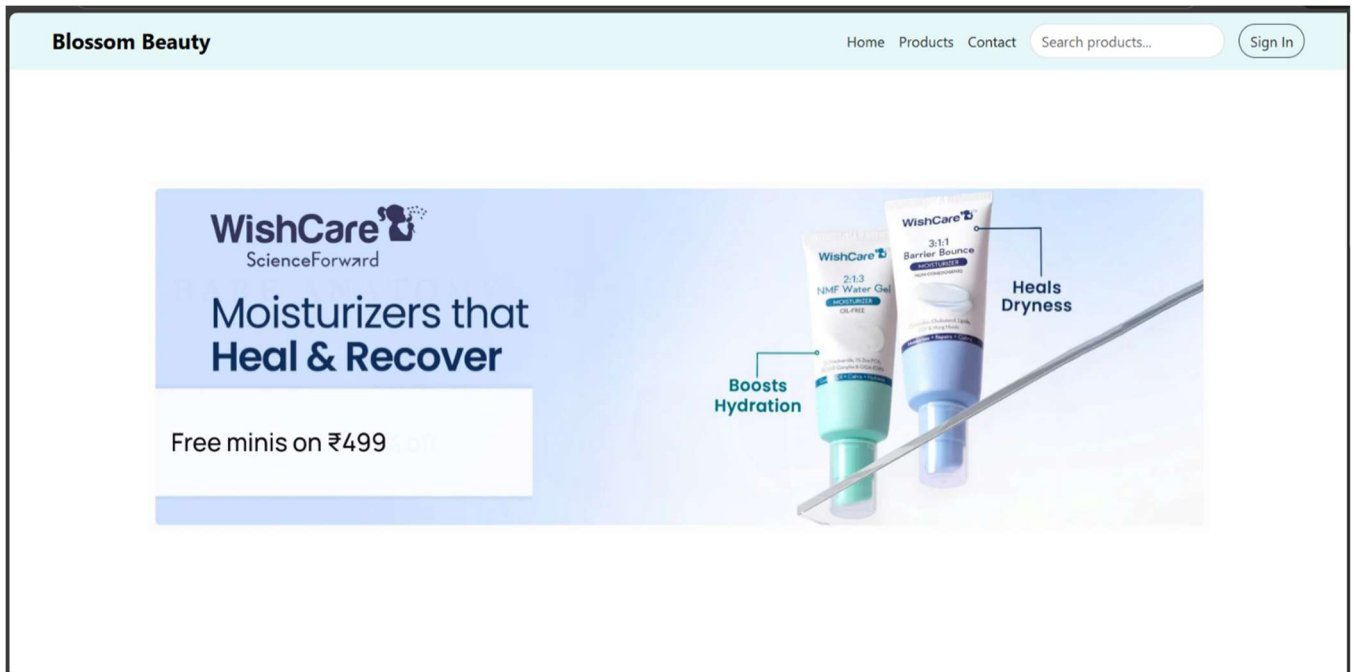 Blossom Beauty
Home Products Contact Search products... Sign In
WishCare
ScienceForward
Moisturizers that
Heal & Recover
Free minis on ₹499
WishCare
2:1:3
NMF Water Gel
MOISTURIZER
OIL-FREE
WishCare
3:1:1
Barrier Bounce
MOISTURIZER
Heals
Dryness
Boosts
Hydration